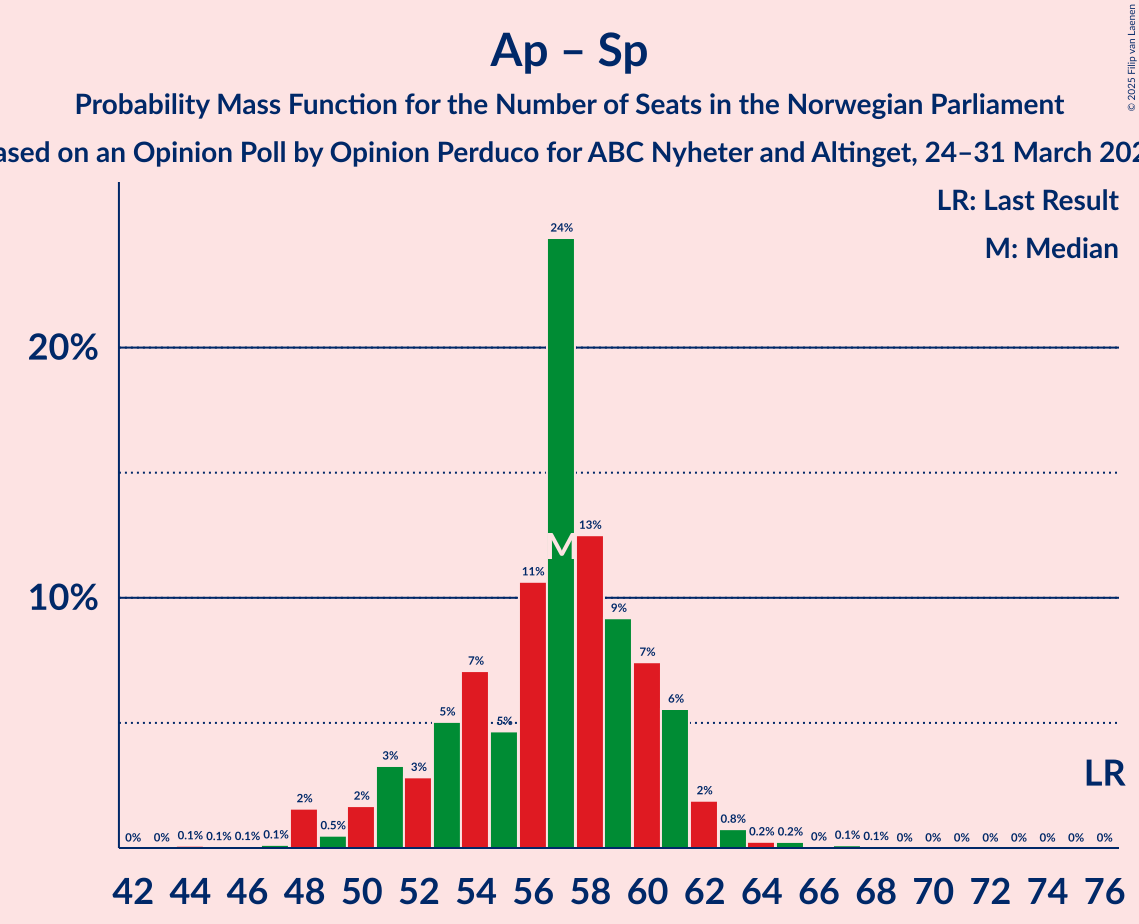 Ap – Sp
Probability Mass Function for the Number of Seats in the Norwegian Parliament
ased on an Opinion Poll by Opinion Perduco for ABC Nyheter and Altinget, 24–31 March 202
© 2025 Filip van Laenen
LR: Last Result
M: Median
20%
10%
0% 0% 0.1% 0.1% 0.1% 0.1% 2% 0.5% 2% 3% 3% 5% 7% 5% 11% 24% 13% 9% 7% 6% 2% 0.8% 0.2% 0.2% 0% 0.1% 0.1% 0% 0% 0% 0% 0% 0% 0% 0%
M
LR
42 44 46 48 50 52 54 56 58 60 62 64 66 68 70 72 74 76